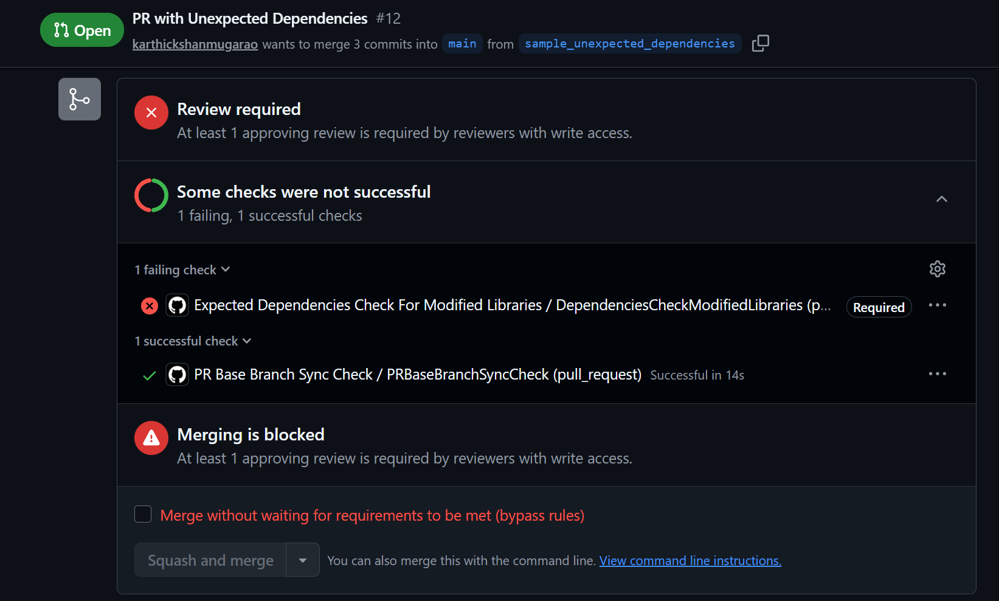 Open
PR with Unexpected Dependencies #12
karthickshanmugarao wants to merge 3 commits into main from sample_unexpected_dependencies
Review required
At least 1 approving review is required by reviewers with write access.
Some checks were not successful
1 failing, 1 successful checks
1 failing check
Expected Dependencies Check For Modified Libraries / DependenciesCheckModifiedLibraries (p... Required
1 successful check
PR Base Branch Sync Check / PRBaseBranchSyncCheck (pull_request) Successful in 14s
Merging is blocked
At least 1 approving review is required by reviewers with write access.
Merge without waiting for requirements to be met (bypass rules)
Squash and merge You can also merge this with the command line. View command line instructions.